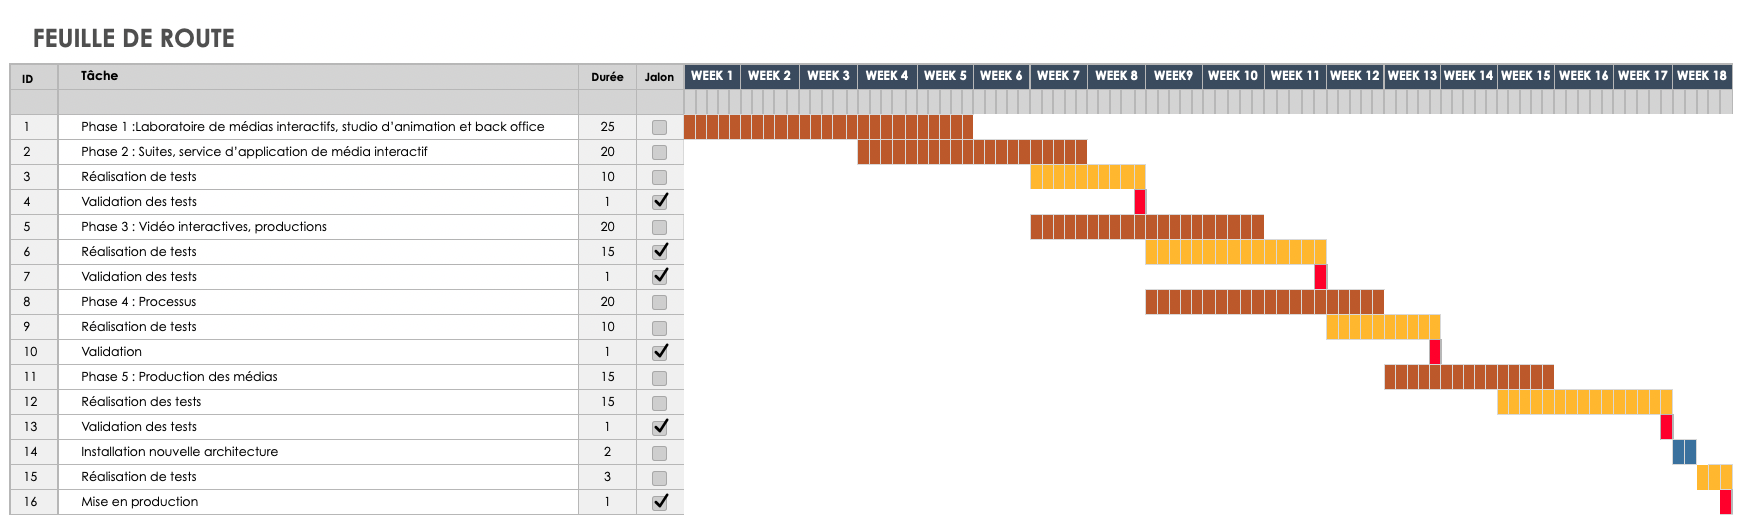 FEUILLE DE ROUTE
ID Tâche Durée Jalon WEEK 1 WEEK 2 WEEK 3 WEEK 4 WEEK 5 WEEK 6 WEEK 7 WEEK 8 WEEK9 WEEK 10 WEEK 11 WEEK 12 WEEK 13 WEEK 14 WEEK 15 WEEK 16 WEEK 17 WEEK 18
1 Phase 1 :Laboratoire de médias interactifs, studio d’animation et back office 25
2 Phase 2 : Suites, service d’application de média interactif 20
3 Réalisation de tests 10
4 Validation des tests 1
5 Phase 3 : Vidéo interactives, productions 20
6 Réalisation de tests 15
7 Validation des tests 1
8 Phase 4 : Processus 20
9 Réalisation de tests 10
10 Validation 1
11 Phase 5 : Production des médias 15
12 Réalisation des tests 15
13 Validation des tests 1
14 Installation nouvelle architecture 2
15 Réalisation de tests 3
16 Mise en production 1